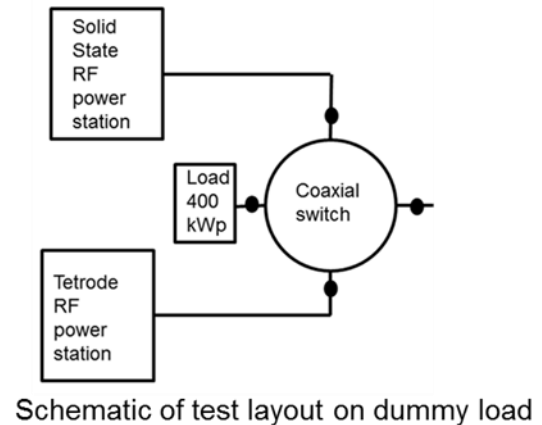 Solid
State
RF
power
station
Load
400
kWp
Coaxial
switch
Tetrode
RF
power
station
Schematic of test layout on dummy load